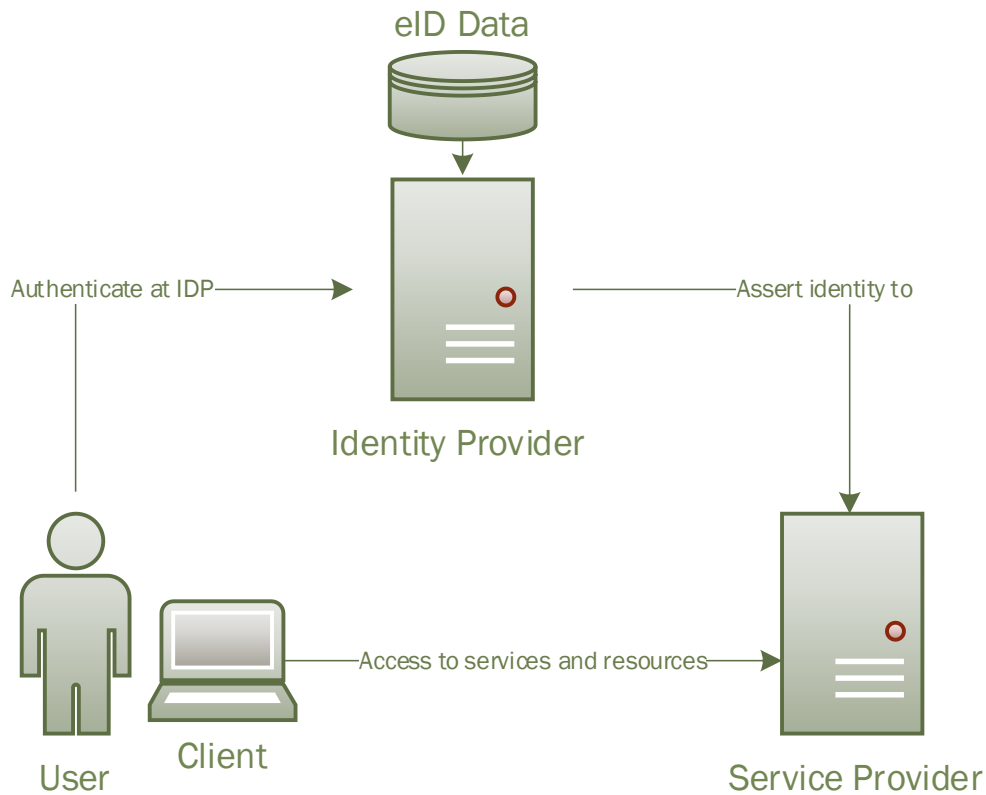 eID Data
Authenticate at IDP
Assert identity to
Identity Provider
Access to services and resources
Client
User
Service Provider